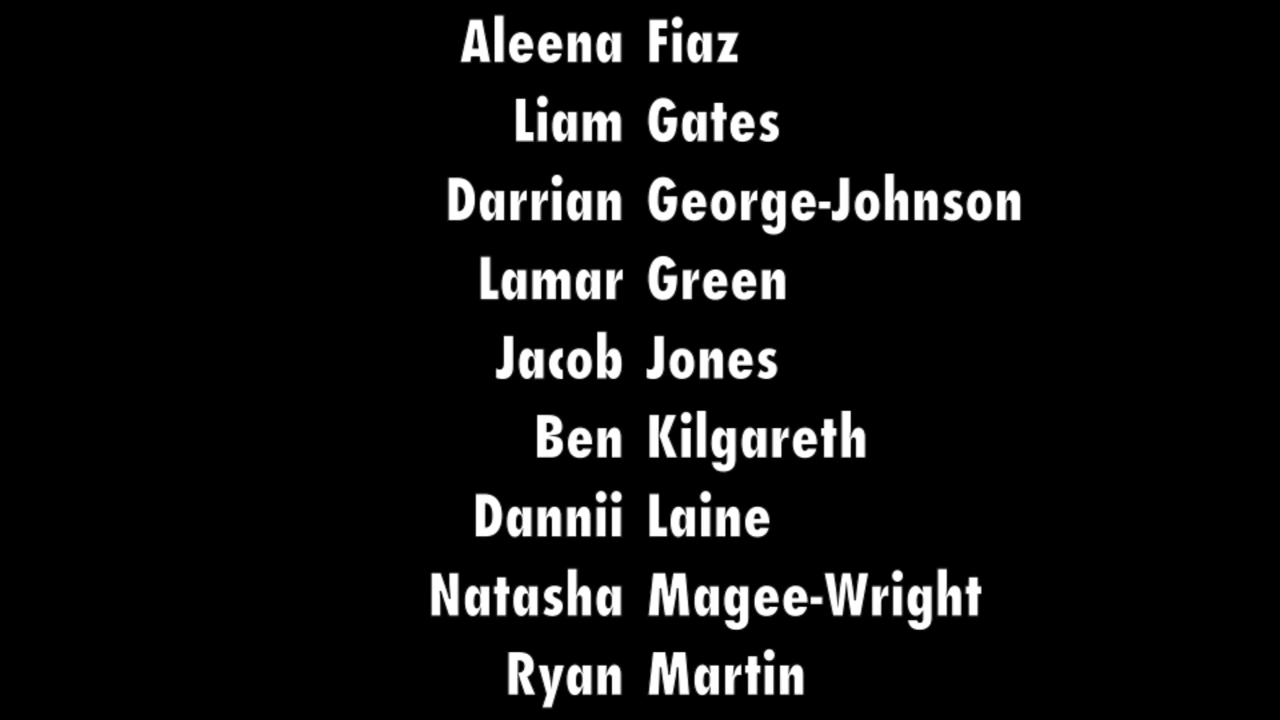 Aleena Fiaz
Liam Gates
Darrian George-Johnson
Lamar Green
Jacob Jones
Ben Kilgareth
Dannii Laine
Natasha Magee-Wright
Ryan Martin